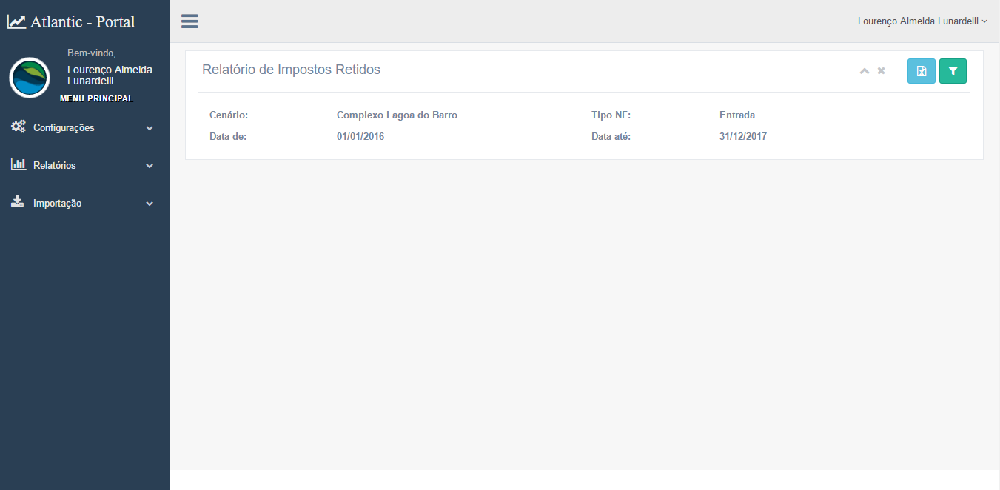 Atlantic - Portal
Lourenço Almeida Lunardelli
Bem-vindo,
Lourenço Almeida
Lunardelli
MENU PRINCIPAL
Configurações
Relatórios
Importação
Relatório de Impostos Retidos
Cenário: Complexo Lagoa do Barro Tipo NF: Entrada
Data de: 01/01/2016 Data até: 31/12/2017